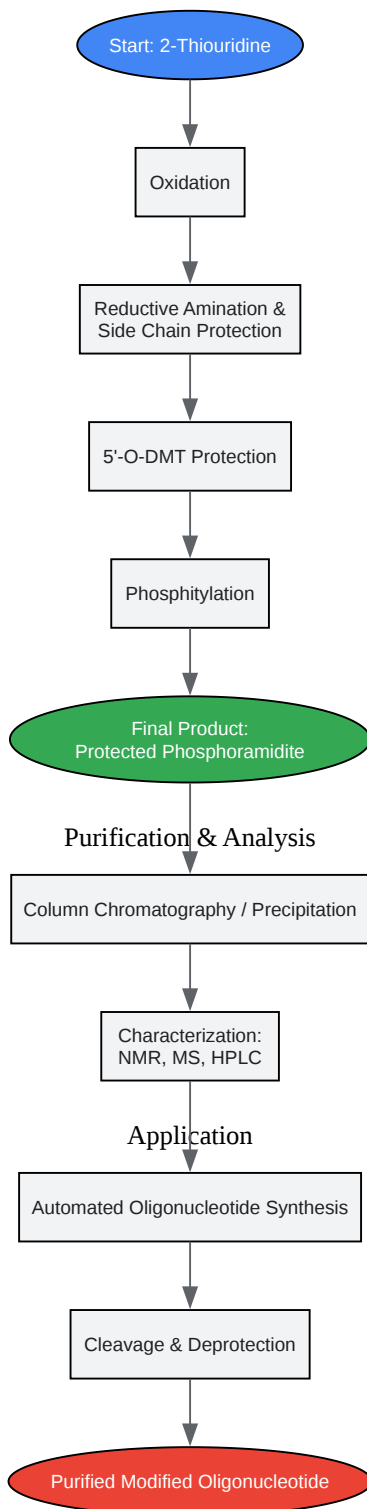 Start: 2-Thiouridine
Oxidation
Reductive Amination &
Side Chain Protection
5'-O-DMT Protection
Phosphitylation
Final Product:
Protected Phosphoramidite
Purification & Analysis
Column Chromatography / Precipitation
Characterization:
NMR, MS, HPLC
Application
Automated Oligonucleotide Synthesis
Cleavage & Deprotection
Purified Modified Oligonucleotide